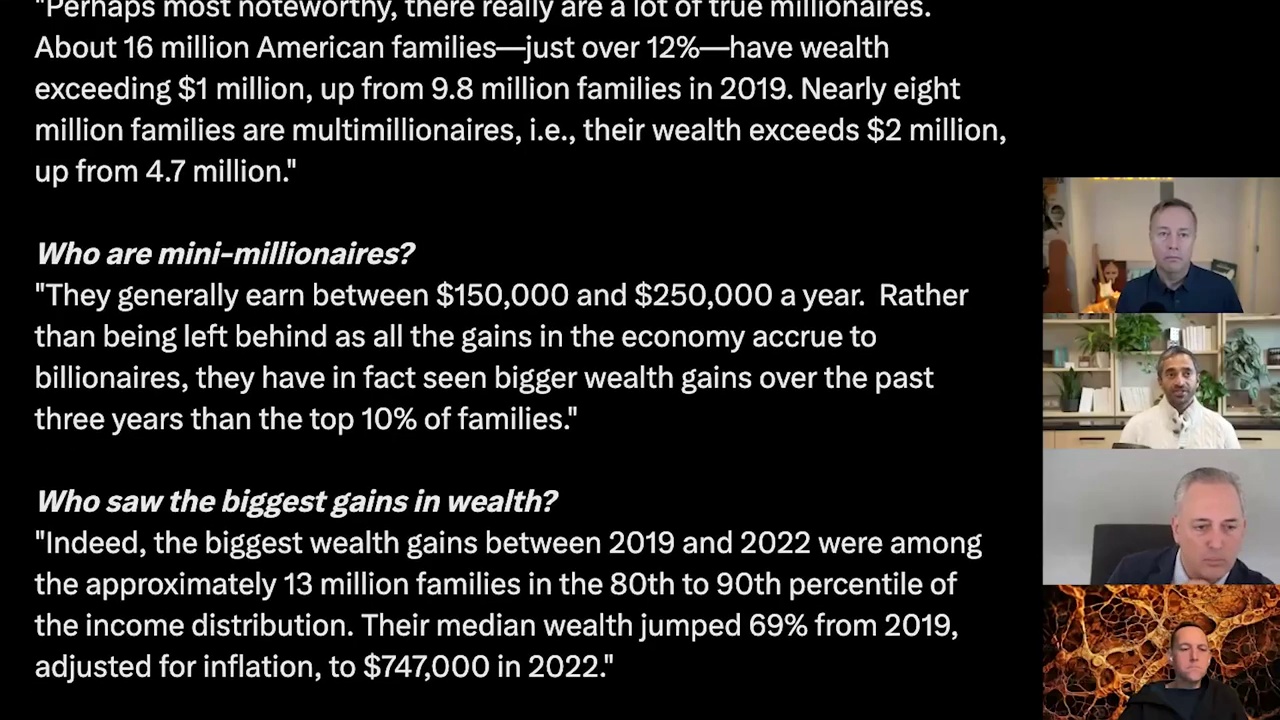 "Perhaps most noteworthy, there really are a lot of true millionaires.
About 16 million American families—just over 12%—have wealth
exceeding $1 million, up from 9.8 million families in 2019. Nearly eight
million families are multimillionaires, i.e., their wealth exceeds $2 million,
up from 4.7 million."
Who are mini-millionaires?
"They generally earn between $150,000 and $250,000 a year.  Rather
than being left behind as all the gains in the economy accrue to
billionaires, they have in fact seen bigger wealth gains over the past
three years than the top 10% of families."
Who saw the biggest gains in wealth?
"Indeed, the biggest wealth gains between 2019 and 2022 were among
the approximately 13 million families in the 80th to 90th percentile of
the income distribution. Their median wealth jumped 69% from 2019,
adjusted for inflation, to $747,000 in 2022."